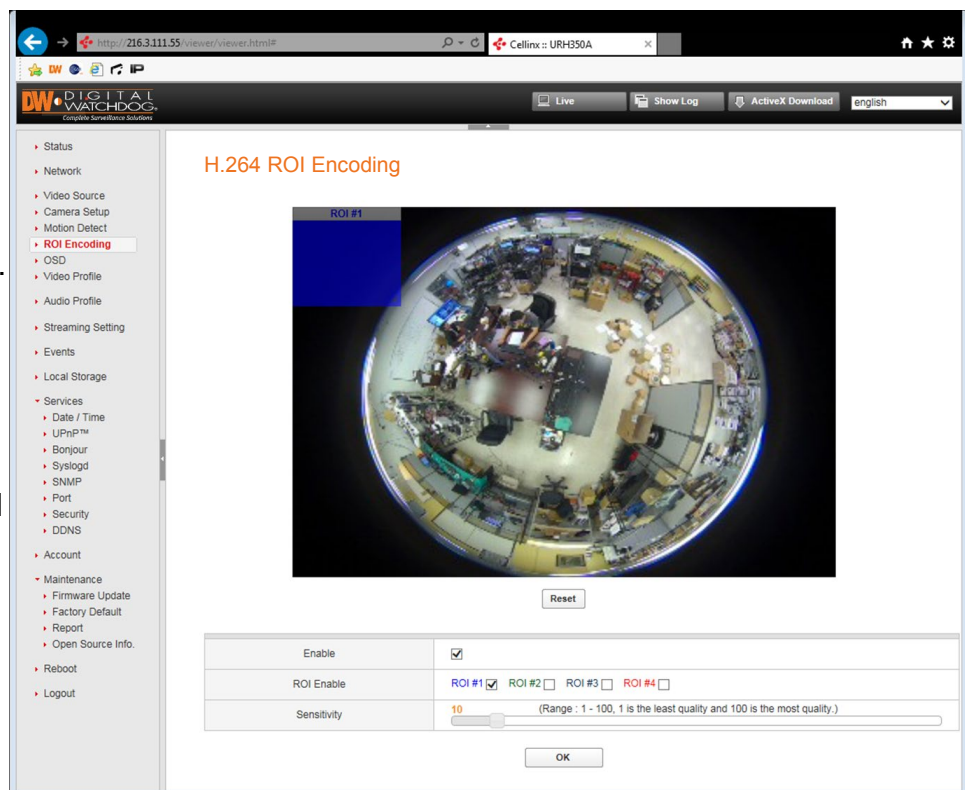 http://216.3.111.55/viewer/viewer.html#
Cellinx :: URH350A
DW
IP
DW DIGITAL WATCHDOG®
Complete Surveillance Solutions
Live
Show Log
ActiveX Download
english
Status
Network
Video Source
Camera Setup
Motion Detect
ROI Encoding
OSD
Video Profile
Audio Profile
Streaming Setting
Events
Local Storage
Services
Date / Time
UPnP™
Bonjour
Syslogd
SNMP
Port
Security
DDNS
Account
Maintenance
Firmware Update
Factory Default
Report
Open Source Info.
Reboot
Logout
H.264 ROI Encoding
ROI #1
Reset
Enable
ROI Enable
ROI #1 ROI #2 ROI #3 ROI #4
Sensitivity
10 (Range : 1 - 100, 1 is the least quality and 100 is the most quality.)
OK